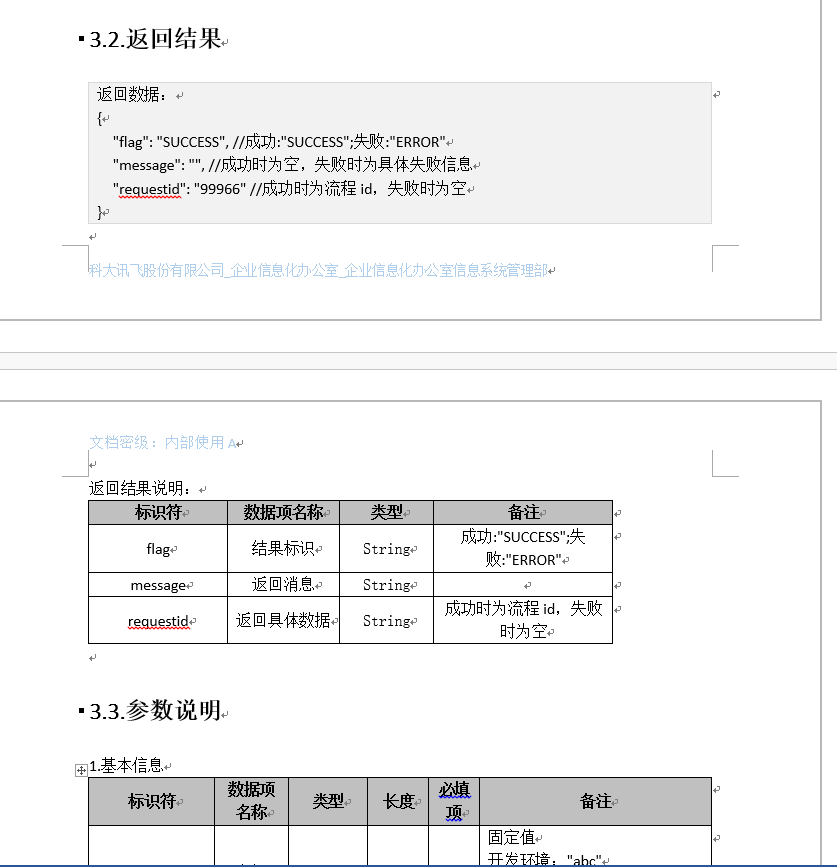 3.2.返回结果
返回数据：
{
"flag": "SUCCESS", //成功:"SUCCESS";失败:"ERROR"
"message": "", //成功时为空，失败时为具体失败信息
"requestid": "99966" //成功时为流程 id，失败时为空
}
科大讯飞股份有限公司_企业信息化办公室_企业信息化办公室信息系统管理部
文档密级：内部使用 A
返回结果说明：
标识符 数据项名称 类型 备注
flag 结果标识 String 成功:"SUCCESS";失
败:"ERROR"
message 返回消息 String
requestid 返回具体数据 String 成功时为流程 id，失败
时为空
3.3.参数说明
1.基本信息
标识符 数据项
名称 类型 长度 必填
项 备注
固定值
开发环境："abc"